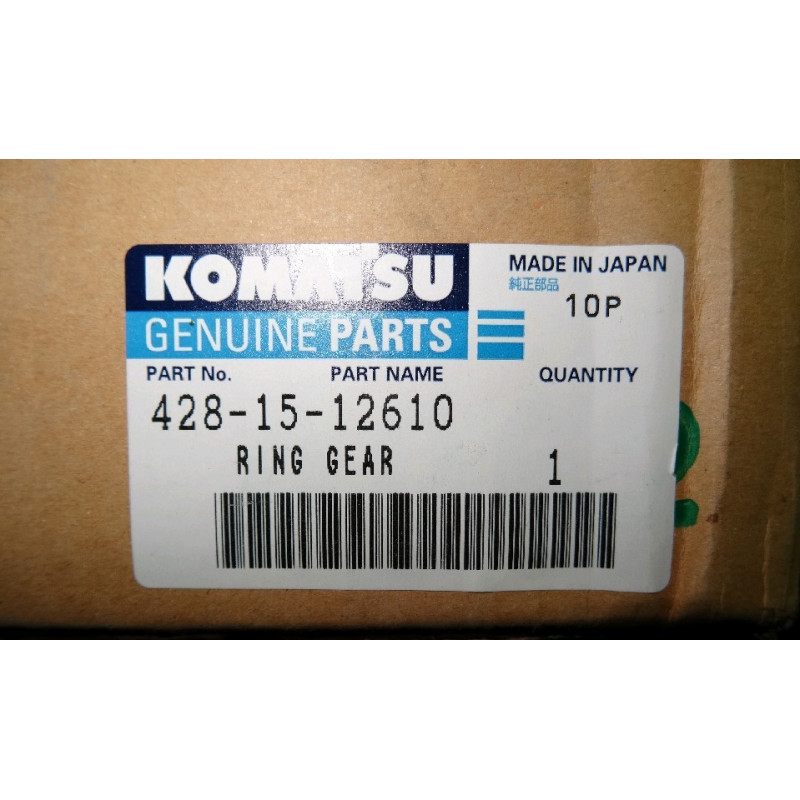 KOMATSU
GENUINE PARTS
MADE IN JAPAN
純正部品
10P
PART No. PART NAME QUANTITY
428-15-12610
RING GEAR 1